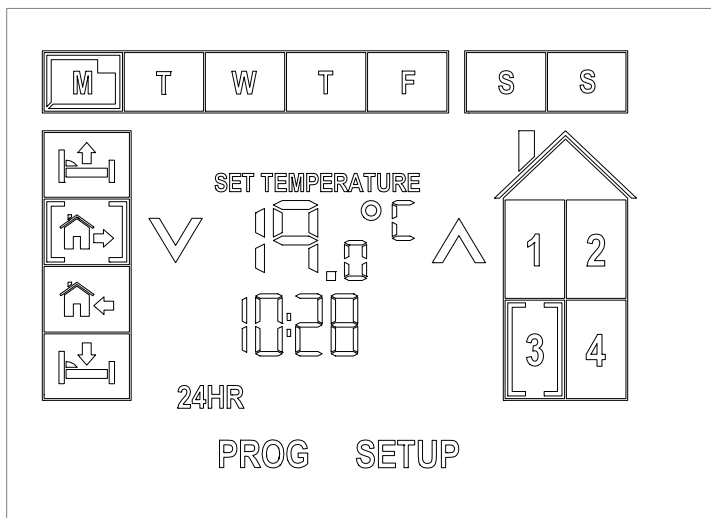 M T W T F S S
SET TEMPERATURE
19.0°C
1 2
10:28
3 4
24HR
PROG SETUP